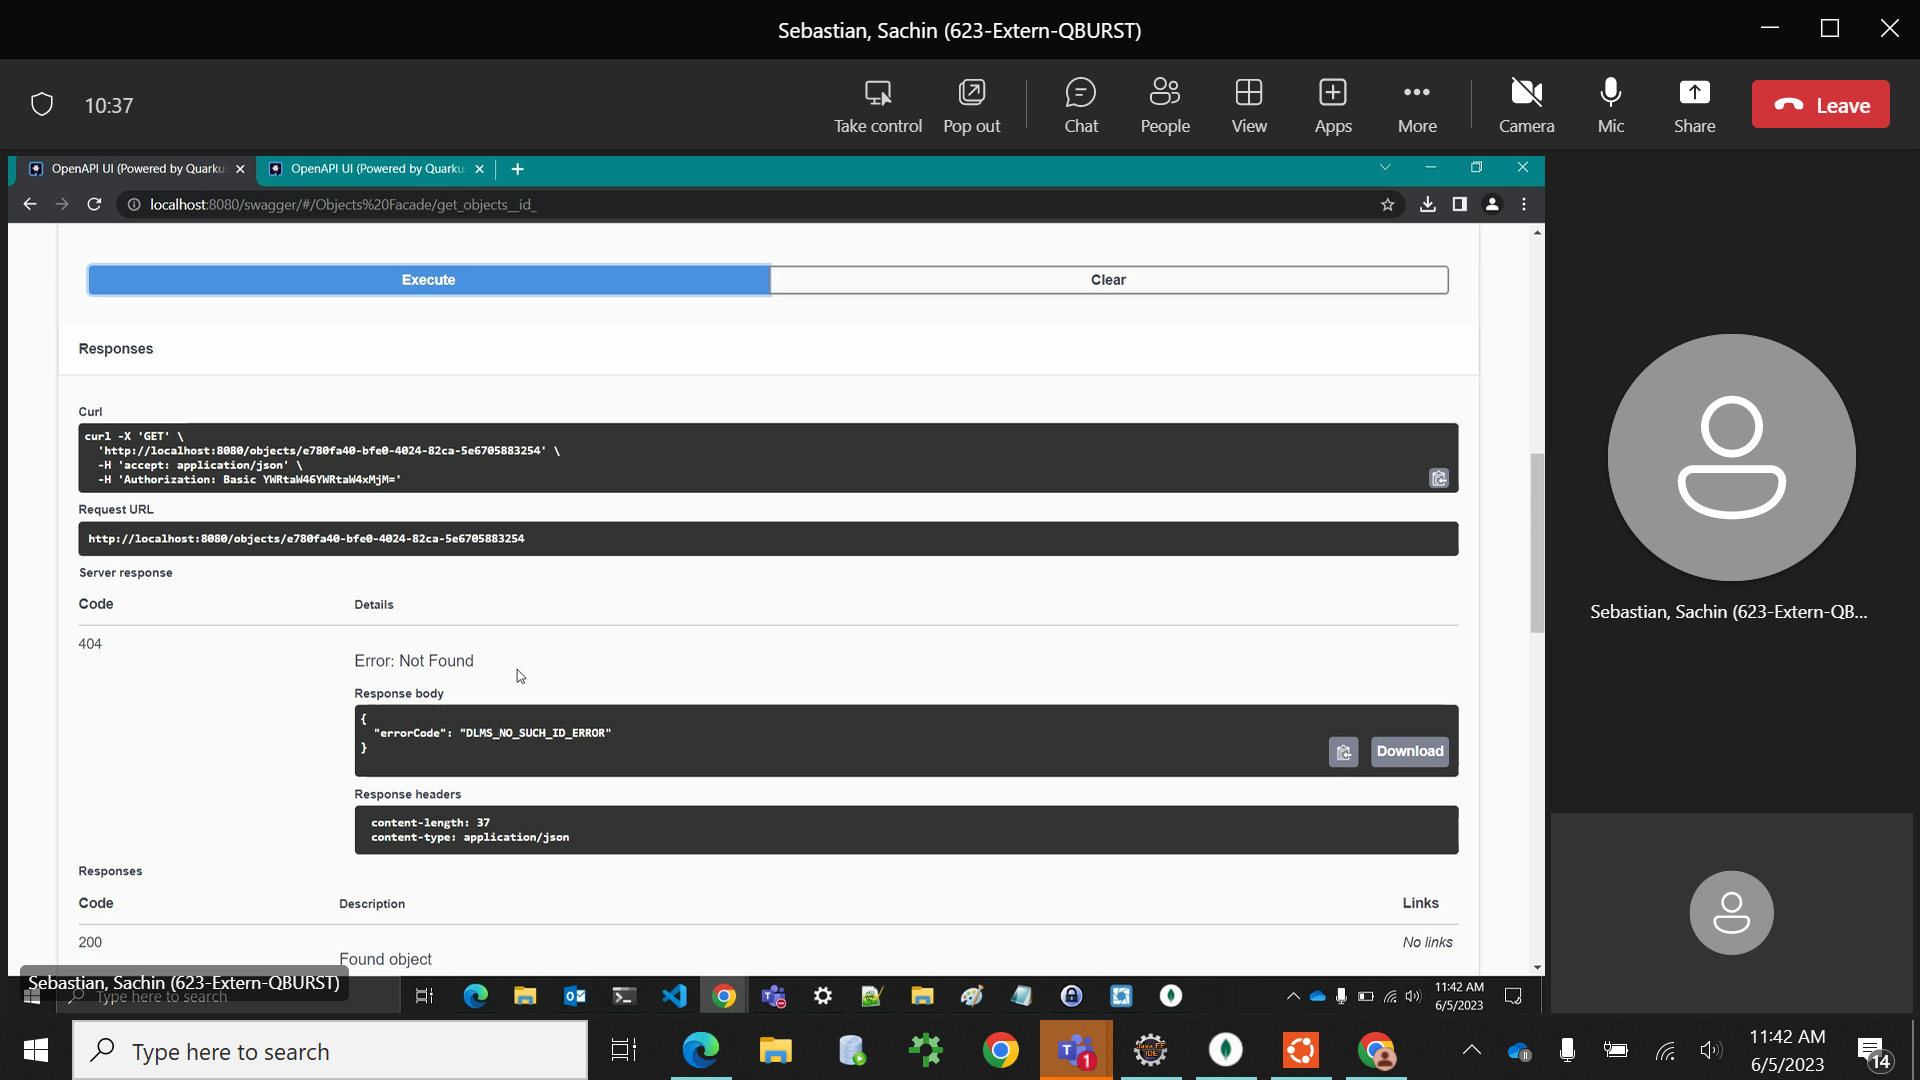 Sebastian, Sachin (623-Extern-QBURST)
10:37
Take control
Pop out
Chat
People
View
Apps
More
Camera
Mic
Share
Leave
OpenAPI UI (Powered by Quarku
OpenAPI UI (Powered by Quarku
localhost:8080/swagger/#/Objects%20Facade/get_objects__id_
Execute
Clear
Responses
Curl
curl -X 'GET' \
'http://localhost:8080/objects/e780fa40-bfe0-4024-82ca-5e6705883254' \
-H 'accept: application/json' \
-H 'Authorization: Basic YWRtaW46YWRtaW4xMjM='
Request URL
http://localhost:8080/objects/e780fa40-bfe0-4024-82ca-5e6705883254
Server response
Code
Details
404
Error: Not Found
Response body
{
"errorCode": "DLMS_NO_SUCH_ID_ERROR"
}
Download
Response headers
content-length: 37
content-type: application/json
Responses
Code
Description
Links
200
Found object
No links
Sebastian, Sachin (623-Extern-QB...
Sebastian, Sachin (623-Extern-QBURST)
Type here to search
11:42 AM
6/5/2023
Type here to search
1
11:42 AM
6/5/2023
14